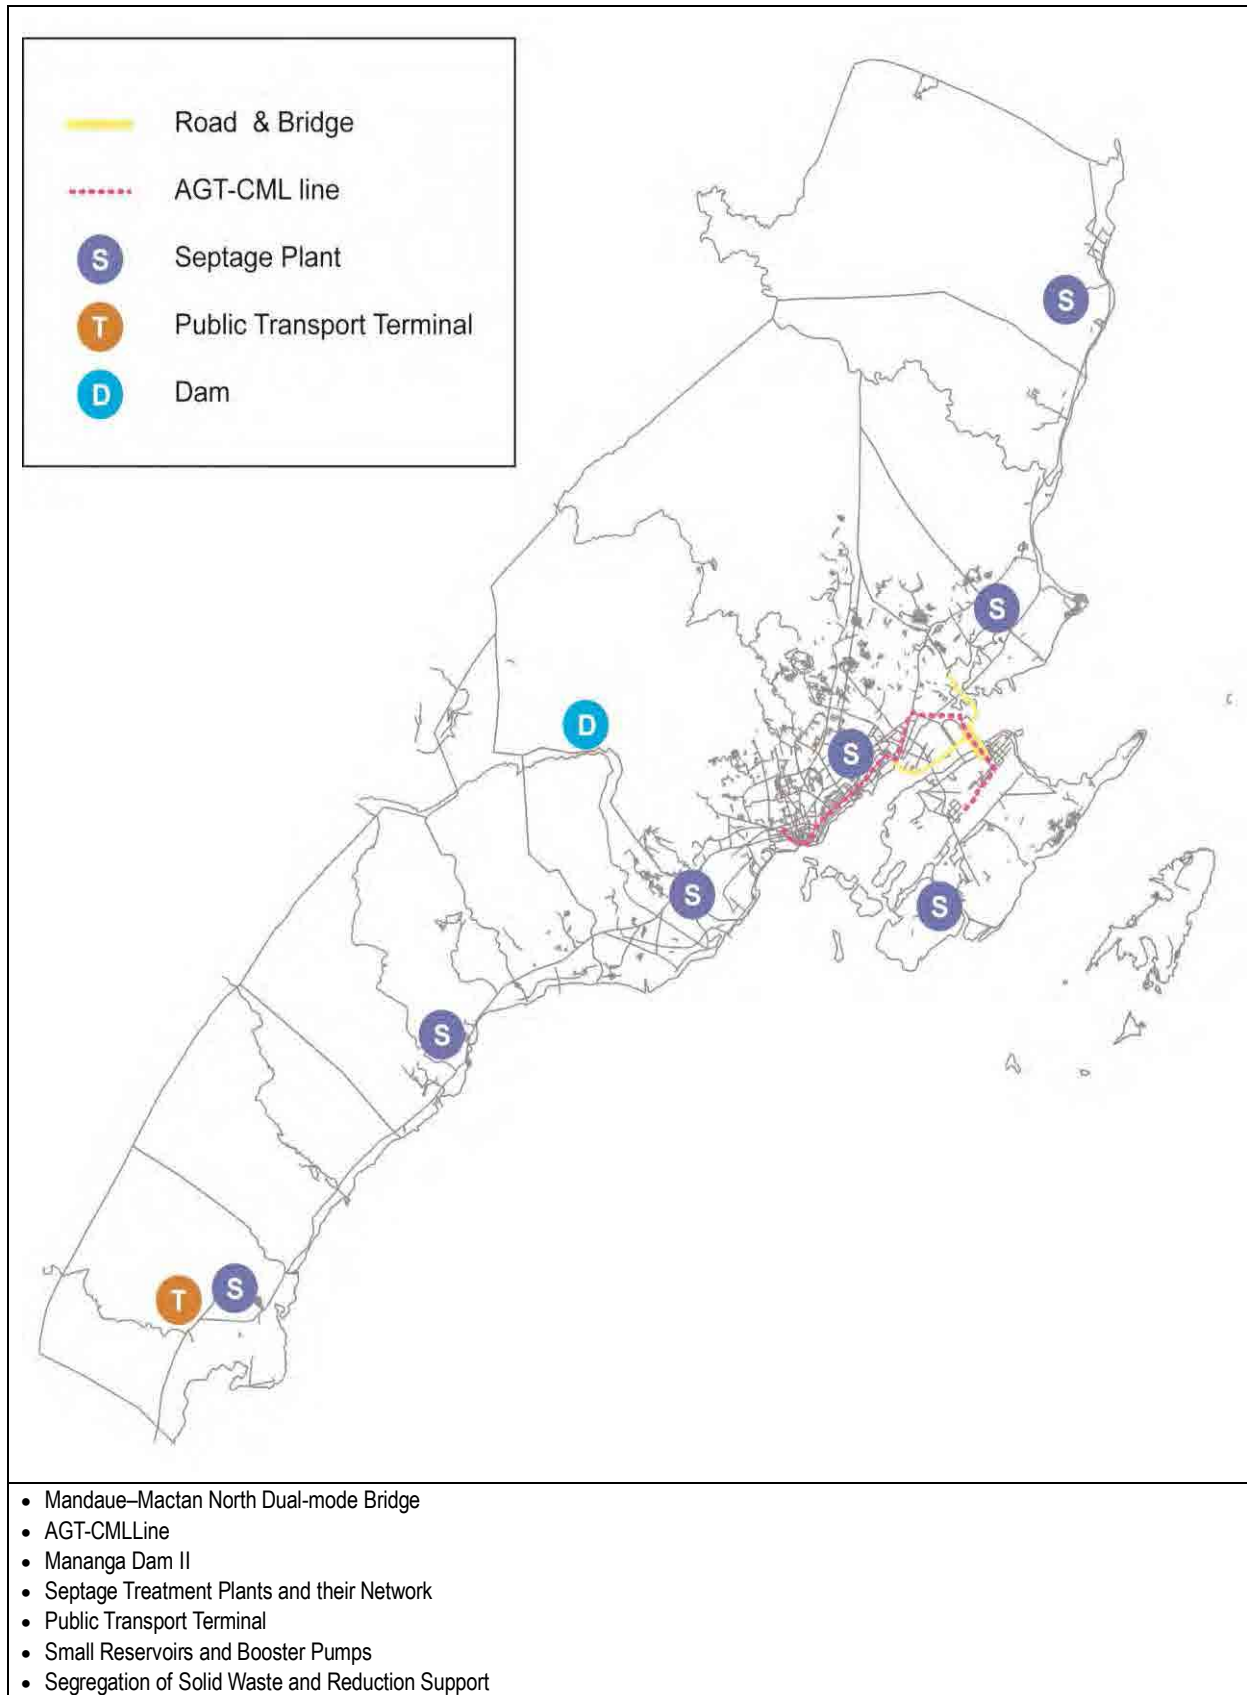 Road & Bridge
AGT-CML line
S Septage Plant
T Public Transport Terminal
D Dam
S
S
D
S
S
S
S
T
S
• Mandaue–Mactan North Dual-mode Bridge
• AGT-CMLLine
• Mananga Dam II
• Septage Treatment Plants and their Network
• Public Transport Terminal
• Small Reservoirs and Booster Pumps
• Segregation of Solid Waste and Reduction Support